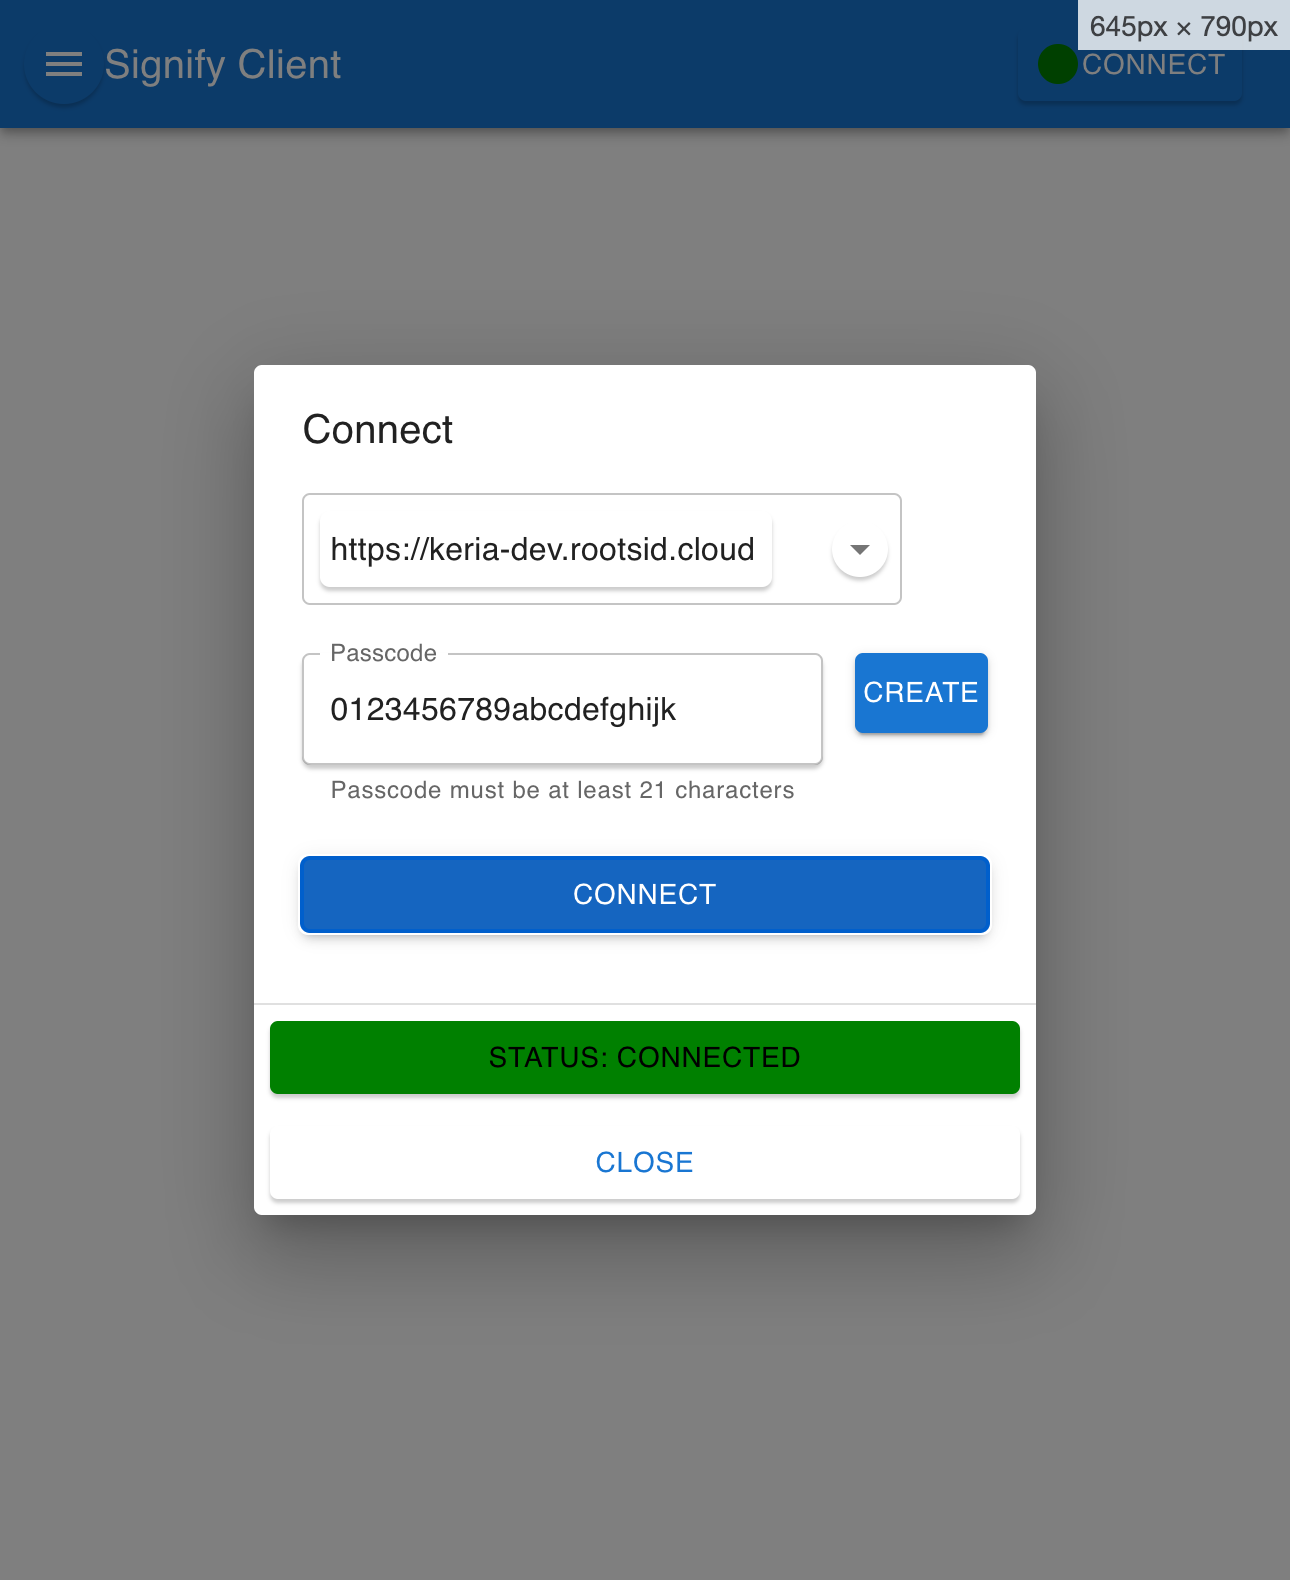 645px × 790px
Signify Client
CONNECT
Connect
https://keria-dev.rootsid.cloud
Passcode
0123456789abcdefghijk
CREATE
Passcode must be at least 21 characters
CONNECT
STATUS: CONNECTED
CLOSE